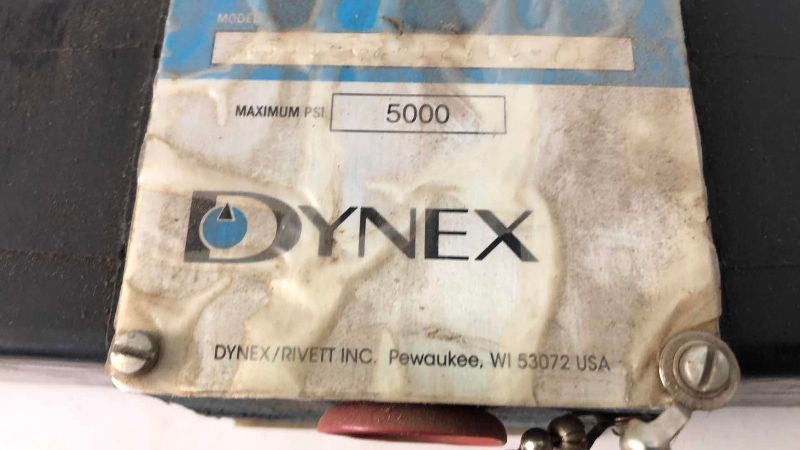 MODEL
MAXIMUM PSI 5000
DYNEX
DYNEX/RIVETT INC. Pewaukee, WI 53072 USA